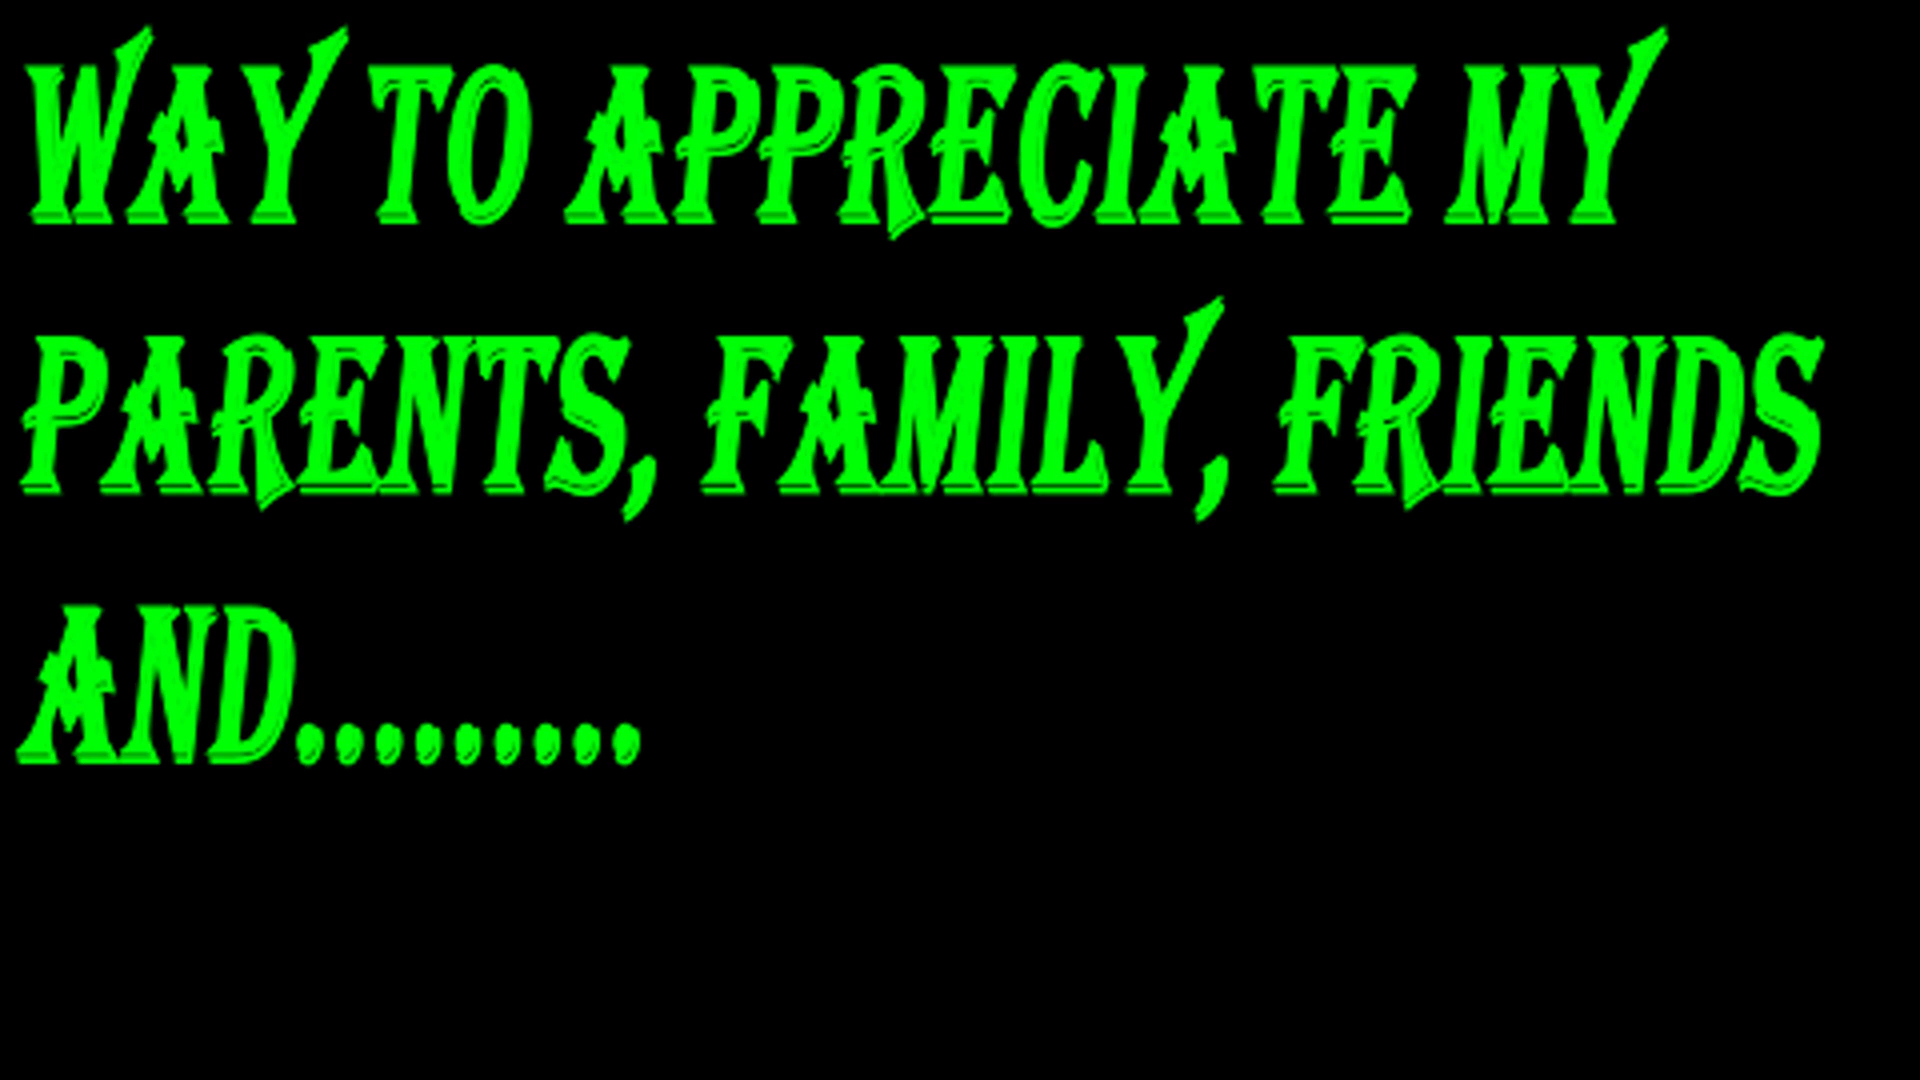 WAY TO APPRECIATE MY
PARENTS, FAMILY, FRIENDS
AND.........